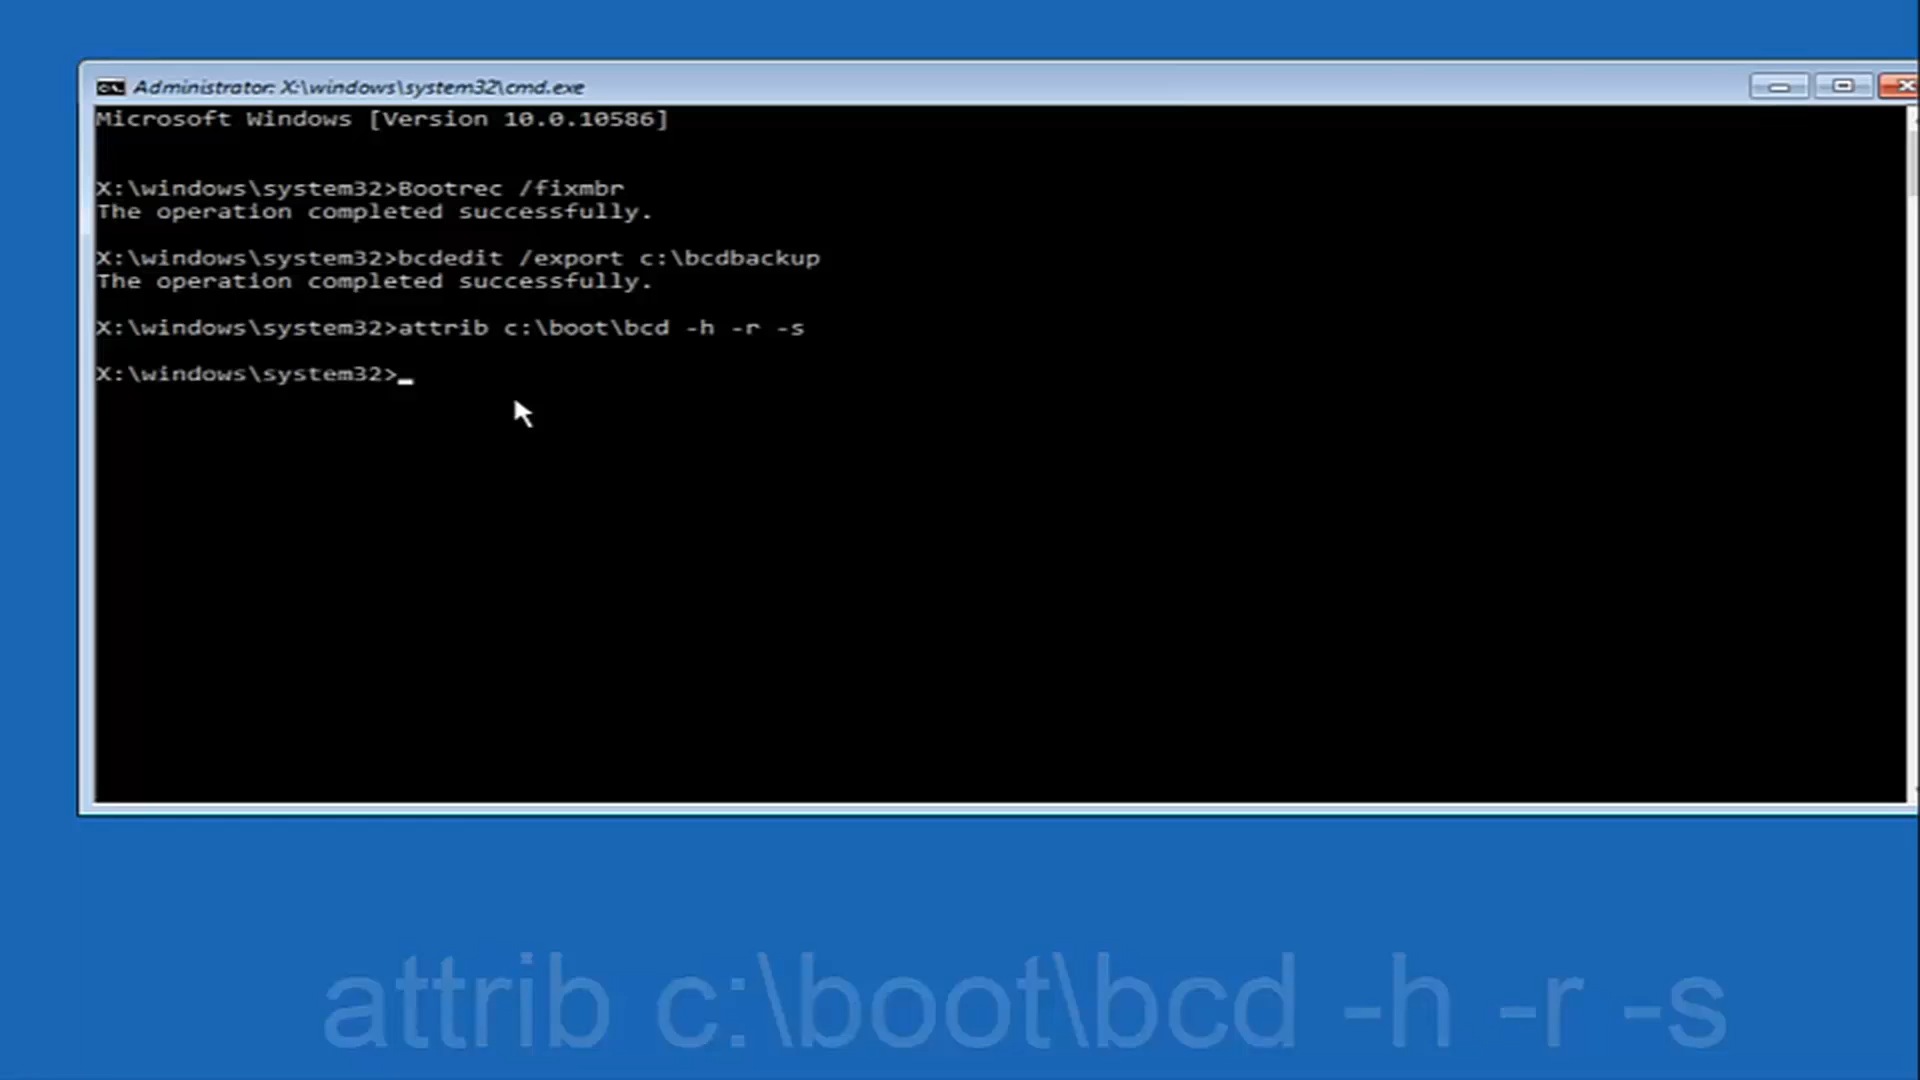 Administrator: X:\windows\system32\cmd.exe
Microsoft Windows [Version 10.0.10586]
X:\windows\system32>Bootrec /fixmbr
The operation completed successfully.
X:\windows\system32>bcdedit /export c:\bcdbackup
The operation completed successfully.
X:\windows\system32>attrib c:\boot\bcd -h -r -s
X:\windows\system32>
attrib c:\boot\bcd -h -r -s